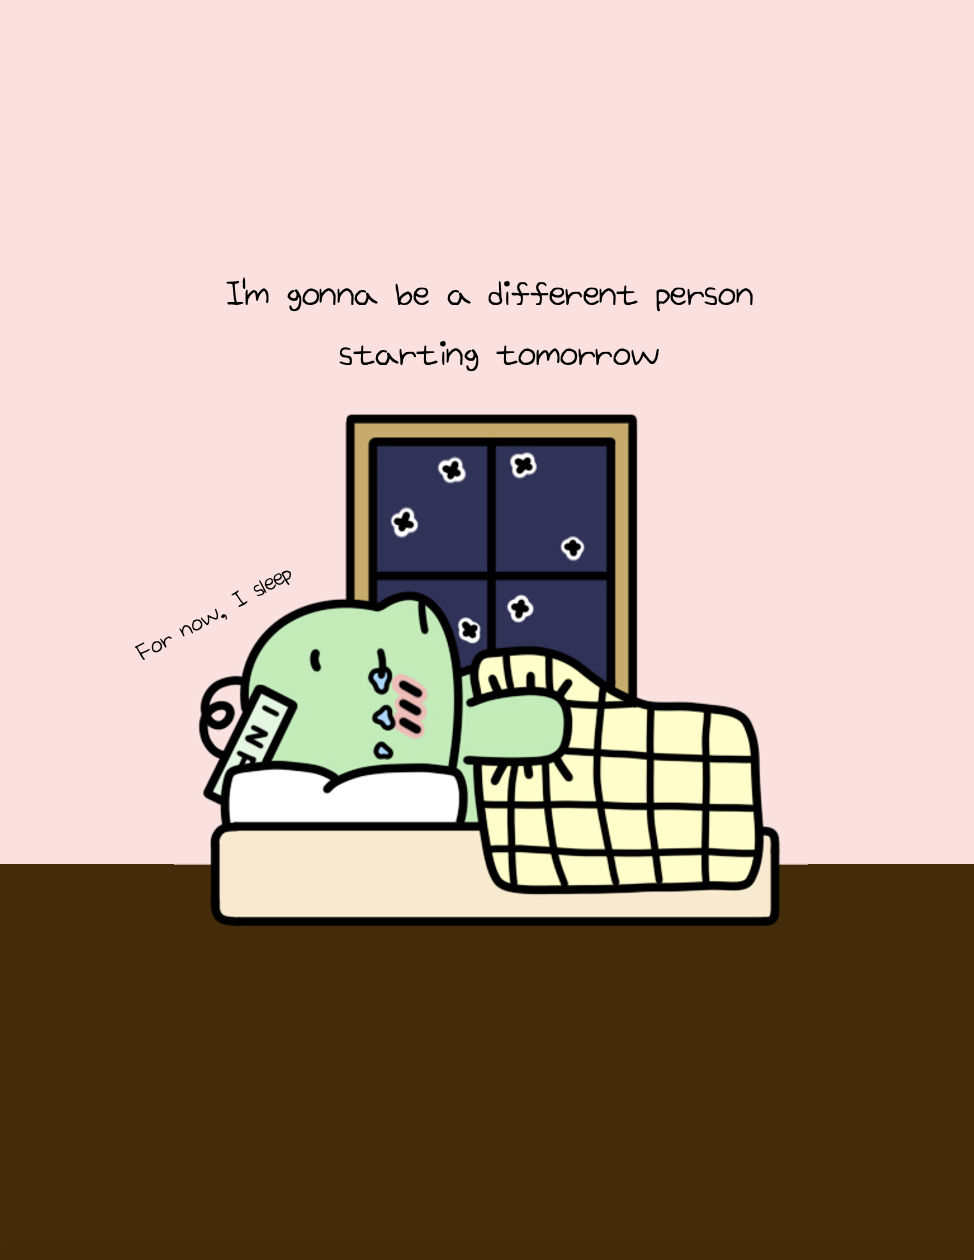 I'm gonna be a different person
starting tomorrow
For now, I sleep